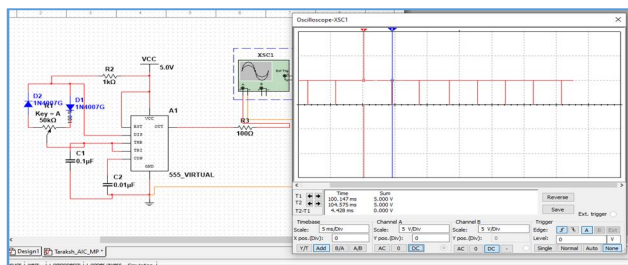 Oscilloscope-XSC1
XSC1
VCC
5.0V
R2
1kΩ
D2
1N4007G
D1
1N4007G
R1
Key = A
50kΩ
A1
VCC
RST OUT
DIS
THR
TRI
CON
GND
555_VIRTUAL
R3
100Ω
C1
0.1µF
C2
0.01µF
Time Sum
T1 100.147 ms 5.000 V
T2 104.575 ms 5.000 V
T2-T1 4.428 ms 0.000 V
Reverse
Save
Ext. trigger
Timebase Channel A Channel B Trigger
Scale: 5 ms/Div Scale: 5 V/Div Scale: 5 V/Div Edge: A B Ext
X pos.(Div): 0 Y pos.(Div): 0 Y pos.(Div): 0 Level: 0 V
Y/T Add B/A A/B AC 0 DC AC 0 DC - Single Normal Auto None
Design1 Taraksh_AIC_MP *